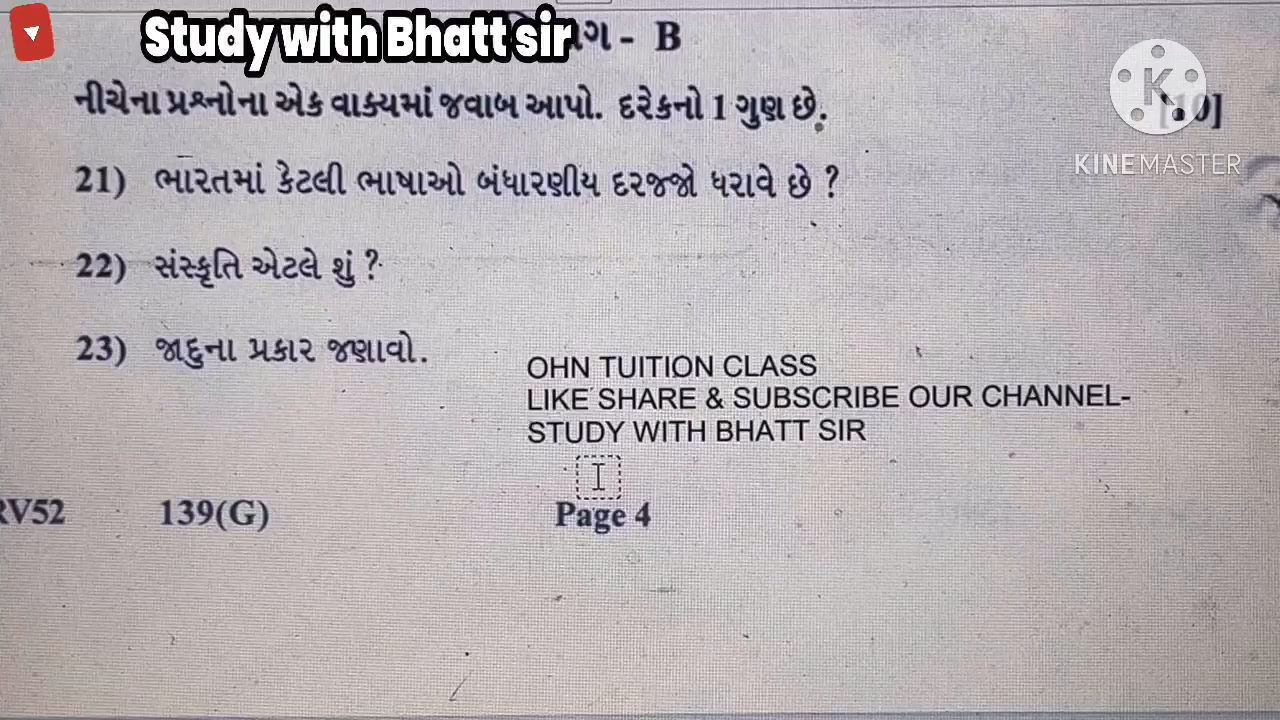 Study with Bhatt sir
ાગ - B
નીચેના પ્રશ્નોના એક વાક્યમાં જવાબ આપો. દરેકનો 1 ગુણ છે. [10]
K
KINEMASTER
21) ભારતમાં કેટલી ભાષાઓ બંધારણીય દરજ્જો ધરાવે છે ?
22) સંસ્કૃતિ એટલે શું ?
23) જાદુના પ્રકાર જણાવો.
OHN TUITION CLASS
LIKE SHARE & SUBSCRIBE OUR CHANNEL-
STUDY WITH BHATT SIR
RV52 139(G) Page 4